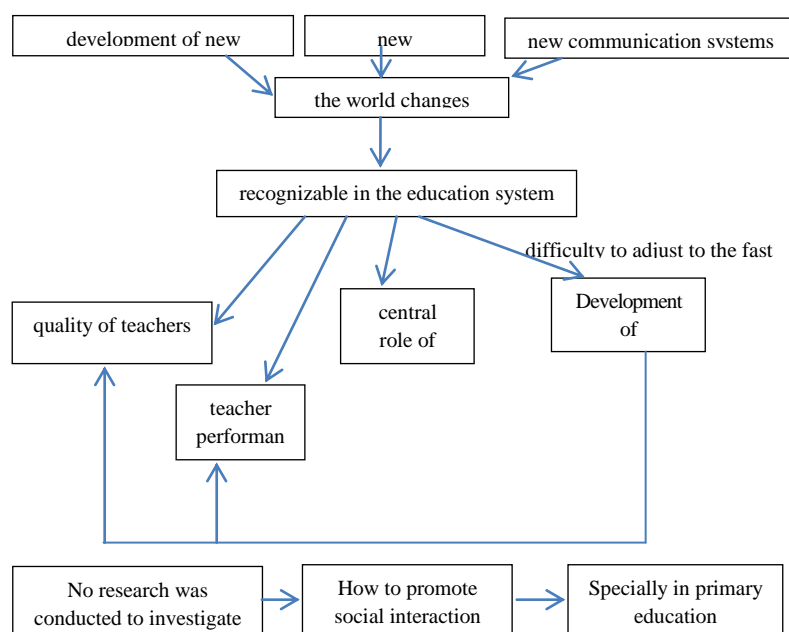 development of new
new
new communication systems
the world changes
recognizable in the education system
difficulty to adjust to the fast
quality of teachers
central
role of
Development
of
teacher
performan
No research was
conducted to investigate
How to promote
social interaction
Specially in primary
education